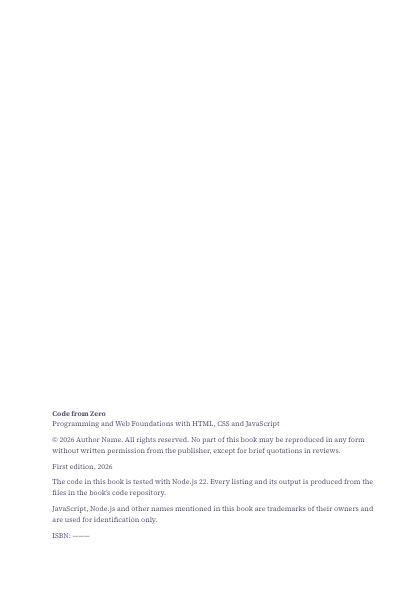 Code from Zero
Programming and Web Foundations with HTML, CSS and JavaScript
© 2026 Author Name. All rights reserved. No part of this book may be reproduced in any form
without written permission from the publisher, except for brief quotations in reviews.
First edition, 2026
The code in this book is tested with Node.js 22. Every listing and its output is produced from the
files in the book’s code repository.
JavaScript, Node.js and other names mentioned in this book are trademarks of their owners and
are used for identification only.
ISBN: ———